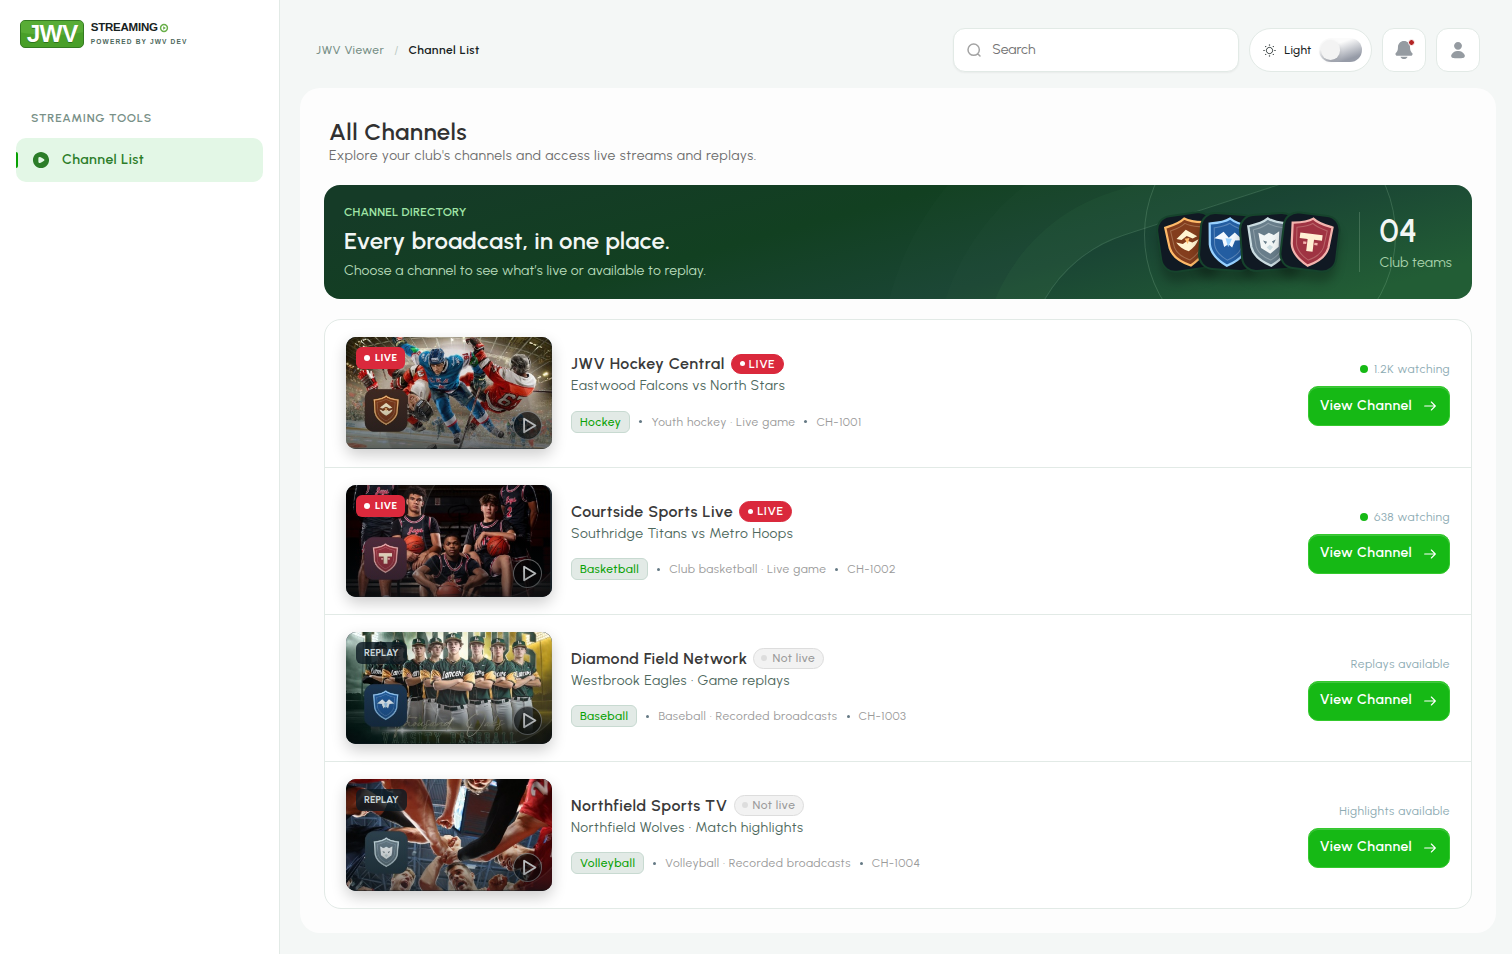 JWV STREAMING
POWERED BY JWV DEV
STREAMING TOOLS
Channel List
JWV Viewer / Channel List
Search
Light
All Channels
Explore your club's channels and access live streams and replays.
CHANNEL DIRECTORY
Every broadcast, in one place.
Choose a channel to see what's live or available to replay.
04
Club teams
LIVE
JWV Hockey Central LIVE
Eastwood Falcons vs North Stars
Hockey • Youth hockey · Live game • CH-1001
1.2K watching
View Channel →
LIVE
Courtside Sports Live LIVE
Southridge Titans vs Metro Hoops
Basketball • Club basketball · Live game • CH-1002
638 watching
View Channel →
REPLAY
Lancers
Diamond Field Network Not live
Westbrook Eagles · Game replays
Baseball • Baseball · Recorded broadcasts • CH-1003
Replays available
View Channel →
REPLAY
Northfield Sports TV Not live
Northfield Wolves · Match highlights
Volleyball • Volleyball · Recorded broadcasts • CH-1004
Highlights available
View Channel →